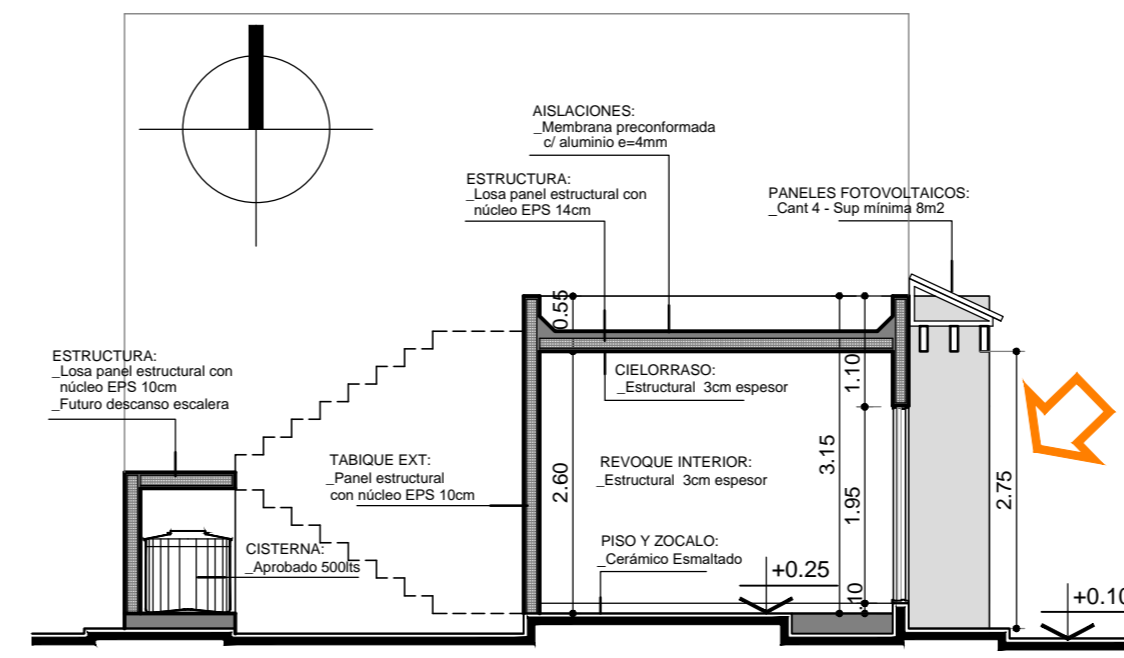 AISLACIONES:
_Membrana preconformada
c/ aluminio e=4mm
ESTRUCTURA:
_Losa panel estructural con
núcleo EPS 14cm
PANELES FOTOVOLTAICOS:
_Cant 4 - Sup mínima 8m2
0.55
ESTRUCTURA:
_Losa panel estructural con
núcleo EPS 10cm
_Futuro descanso escalera
CIELORRASO:
_Estructural 3cm espesor
1.10
TABIQUE EXT:
_Panel estructural
con núcleo EPS 10cm
2.60
REVOQUE INTERIOR:
_Estructural 3cm espesor
3.15
1.95
2.75
CISTERNA:
_Aprobado 500lts
PISO Y ZOCALO:
_Cerámico Esmaltado
+0.25
.10
+0.10